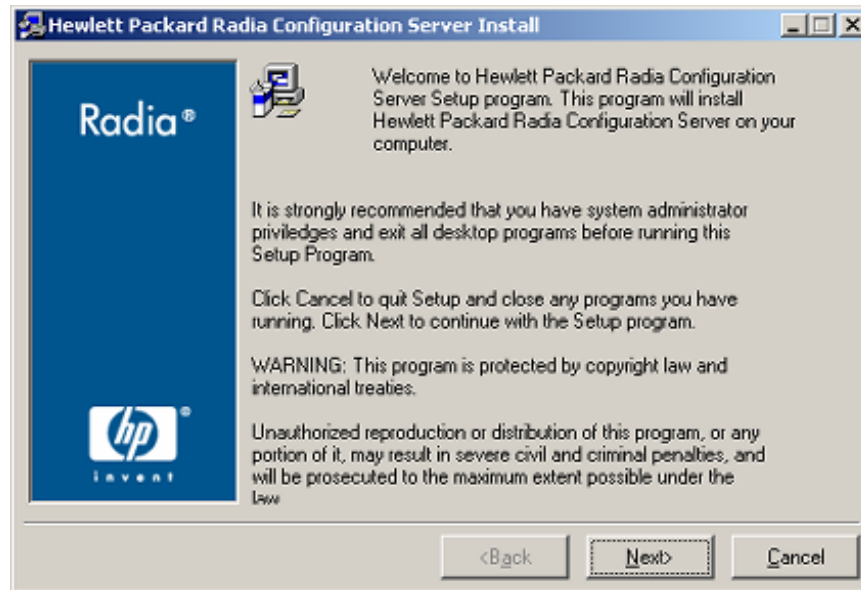 Hewlett Packard Radia Configuration Server Install
Radia®
Welcome to Hewlett Packard Radia Configuration
Server Setup program. This program will install
Hewlett Packard Radia Configuration Server on your
computer.
It is strongly recommended that you have system administrator
priviledges and exit all desktop programs before running this
Setup Program.
Click Cancel to quit Setup and close any programs you have
running. Click Next to continue with the Setup program.
WARNING: This program is protected by copyright law and
international treaties.
Unauthorized reproduction or distribution of this program, or any
portion of it, may result in severe civil and criminal penalties, and
will be prosecuted to the maximum extent possible under the
law
hp®
invent
<Back
Next>
Cancel